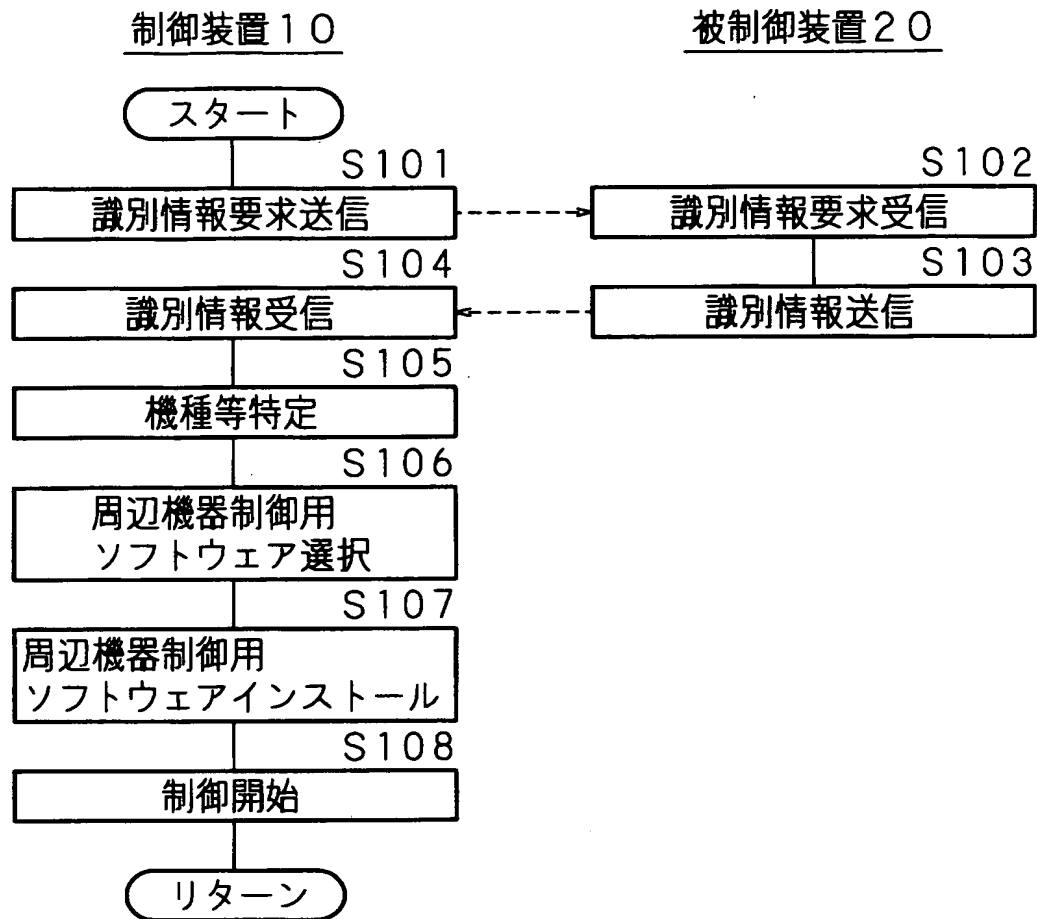 制御装置１０
被制御装置２０
スタート
S101
S102
識別情報要求送信
識別情報要求受信
S104
S103
識別情報受信
識別情報送信
S105
機種等特定
S106
周辺機器制御用
ソフトウェア選択
S107
周辺機器制御用
ソフトウェアインストール
S108
制御開始
リターン